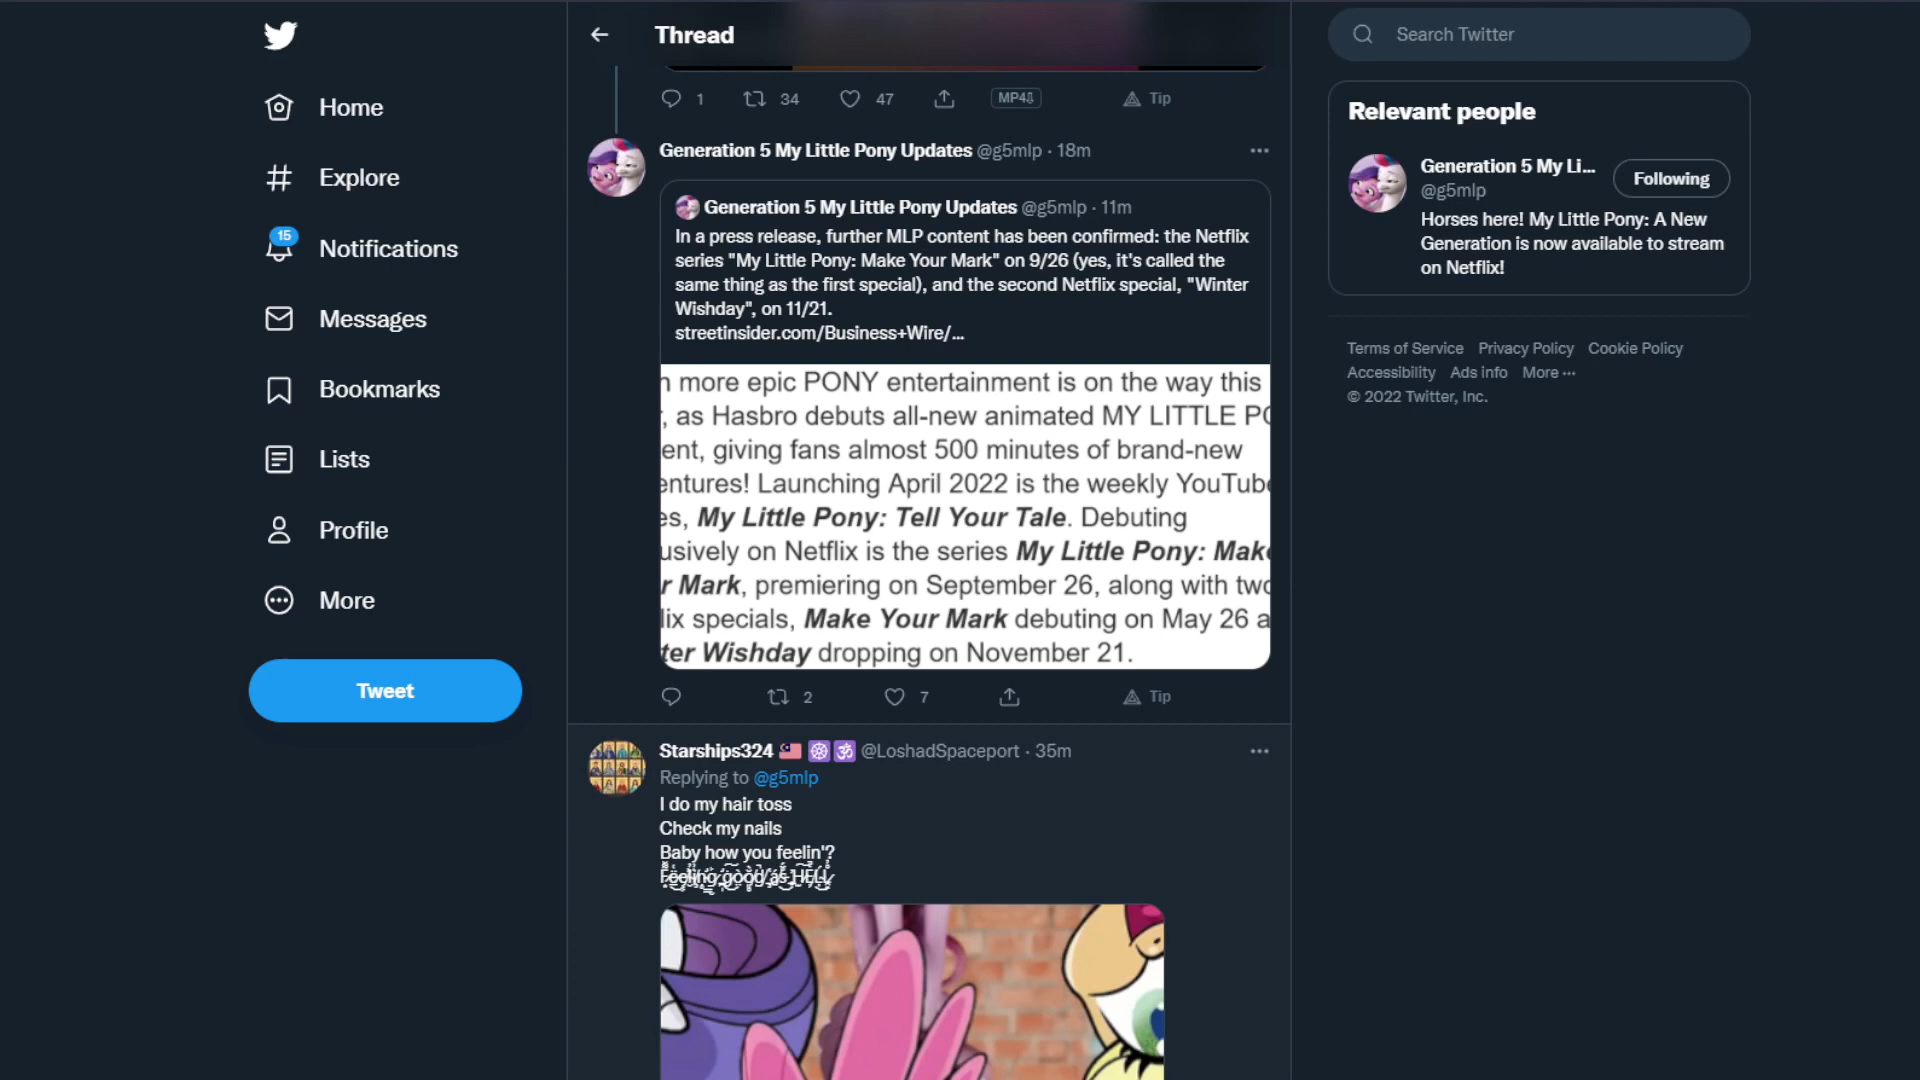 Home
Explore
15
Notifications
Messages
Bookmarks
Lists
Profile
More
Tweet
Thread
1 34 47 MP4 Tip
Generation 5 My Little Pony Updates @g5mlp · 18m
Generation 5 My Little Pony Updates @g5mlp · 11m
In a press release, further MLP content has been confirmed: the Netflix
series "My Little Pony: Make Your Mark" on 9/26 (yes, it's called the
same thing as the first special), and the second Netflix special, "Winter
Wishday", on 11/21.
streetinsider.com/Business+Wire/...
more epic PONY entertainment is on the way this
, as Hasbro debuts all-new animated MY LITTLE PO
ent, giving fans almost 500 minutes of brand-new
entures! Launching April 2022 is the weekly YouTube
es, My Little Pony: Tell Your Tale. Debuting
usively on Netflix is the series My Little Pony: Make
r Mark, premiering on September 26, along with two
lix specials, Make Your Mark debuting on May 26 a
ter Wishday dropping on November 21.
2 7 Tip
Starships324 @LoshadSpaceport · 35m
Replying to @g5mlp
I do my hair toss
Check my nails
Baby how you feelin'?
Feeling good as HELL
Search Twitter
Relevant people
Generation 5 My Li...
@g5mlp
Following
Horses here! My Little Pony: A New
Generation is now available to stream
on Netflix!
Terms of Service Privacy Policy Cookie Policy
Accessibility Ads info More ...
© 2022 Twitter, Inc.